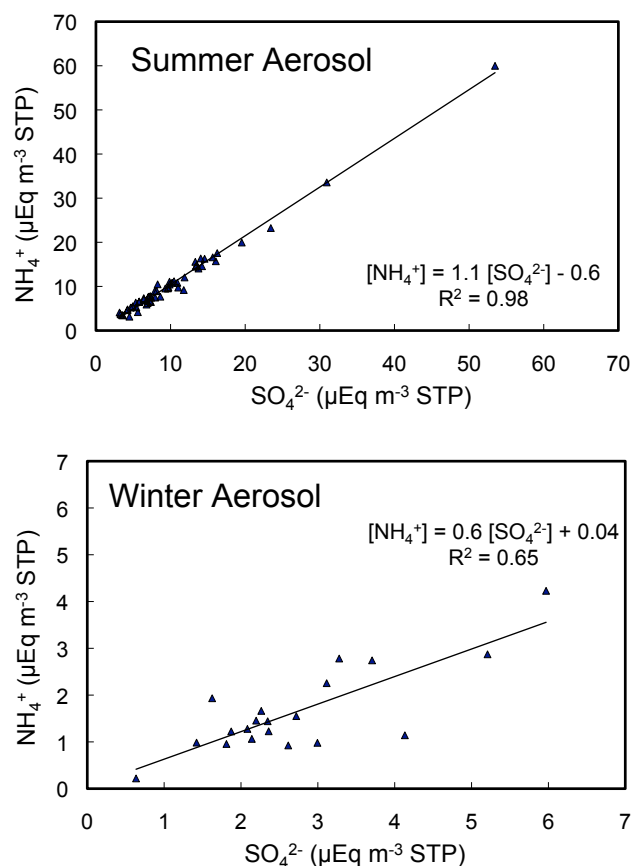 Summer Aerosol
70
60
50
40
30
20
10
0
NH₄⁺ (µEq m⁻³ STP)
[NH₄⁺] = 1.1 [SO₄²⁻] - 0.6
R² = 0.98
0 10 20 30 40 50 60 70
SO₄²⁻ (µEq m⁻³ STP)
Winter Aerosol
7
6
5
4
3
2
1
0
NH₄⁺ (µEq m⁻³ STP)
[NH₄⁺] = 0.6 [SO₄²⁻] + 0.04
R² = 0.65
0 1 2 3 4 5 6 7
SO₄²⁻ (µEq m⁻³ STP)